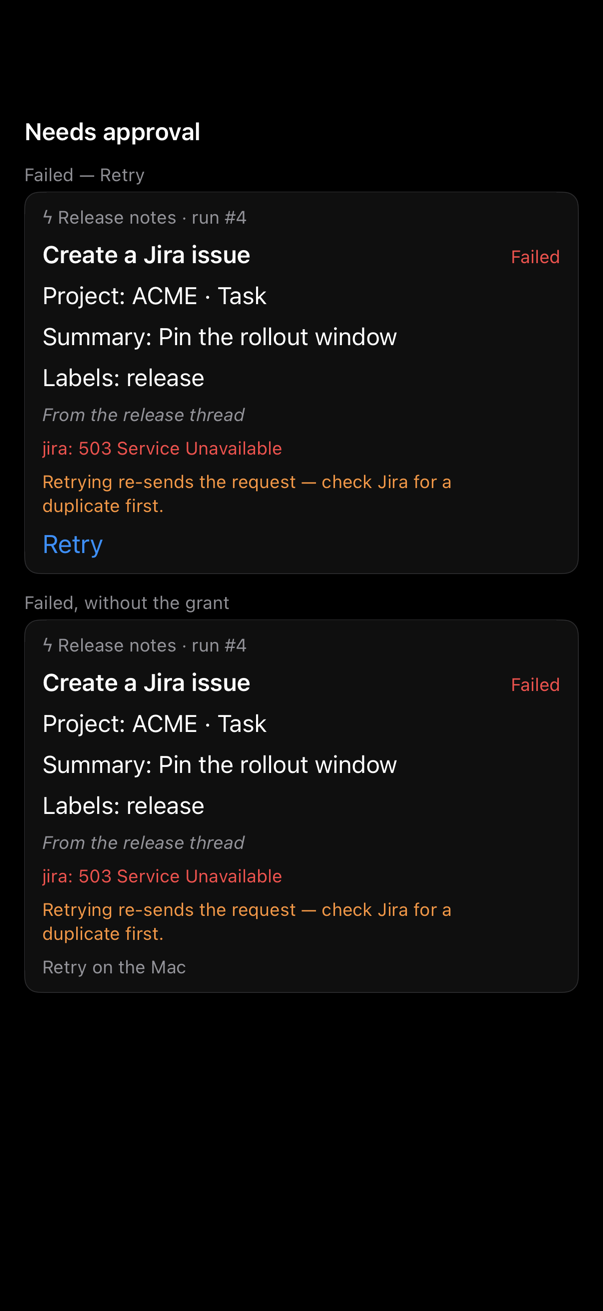 Needs approval
Failed — Retry
ϟ Release notes · run #4
Create a Jira issue
Failed
Project: ACME · Task
Summary: Pin the rollout window
Labels: release
From the release thread
jira: 503 Service Unavailable
Retrying re-sends the request — check Jira for a
duplicate first.
Retry
Failed, without the grant
ϟ Release notes · run #4
Create a Jira issue
Failed
Project: ACME · Task
Summary: Pin the rollout window
Labels: release
From the release thread
jira: 503 Service Unavailable
Retrying re-sends the request — check Jira for a
duplicate first.
Retry on the Mac